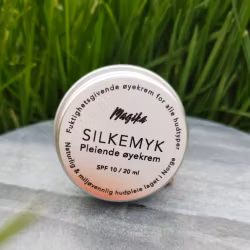 Fuktighetsgivende øyekrem for alle hudtyper
Magika
SILKEMYK
Pleiende øyekrem
SPF 10 / 20 ml
Naturlig & miljøvennlig hudpleie laget i Norge